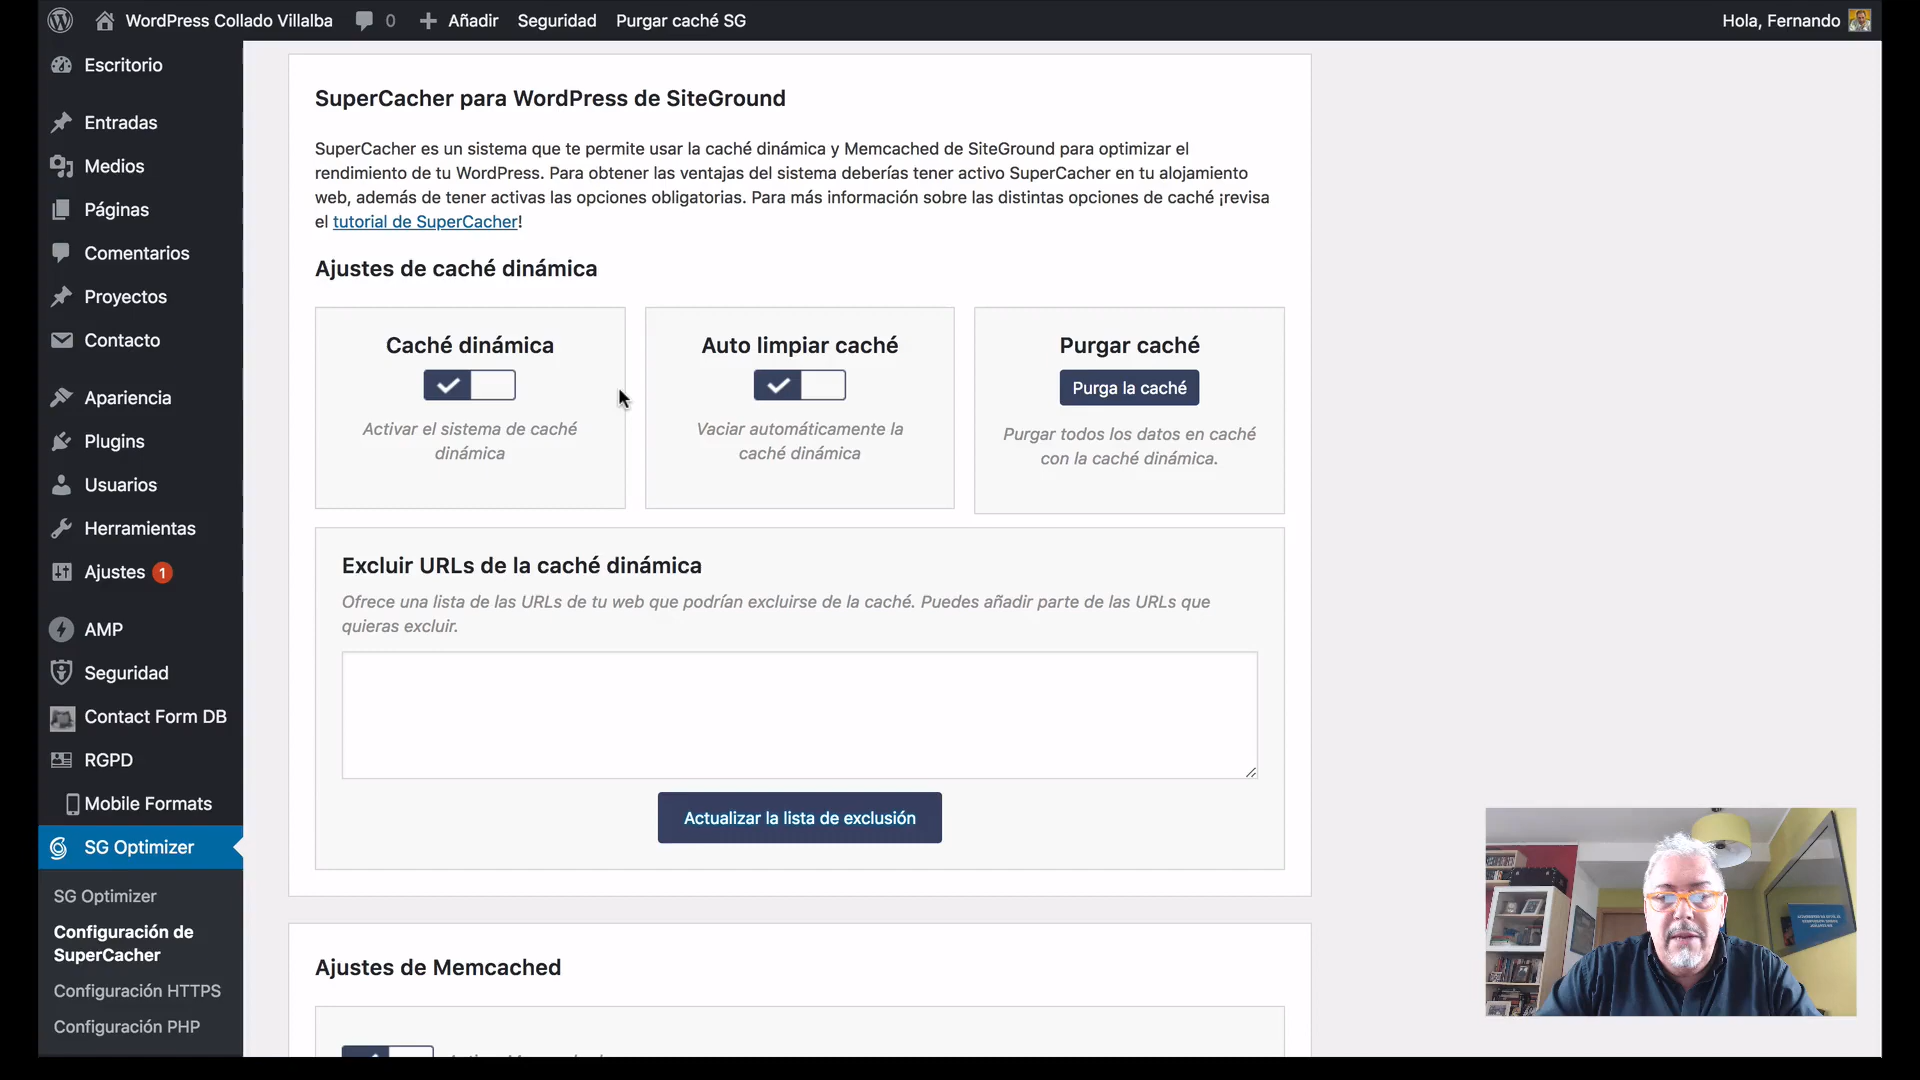 WordPress Collado Villalba
0
Añadir
Seguridad
Purgar caché SG
Hola, Fernando
Escritorio
Entradas
Medios
Páginas
Comentarios
Proyectos
Contacto
Apariencia
Plugins
Usuarios
Herramientas
Ajustes 1
AMP
Seguridad
Contact Form DB
RGPD
Mobile Formats
SG Optimizer
SG Optimizer
Configuración de
SuperCacher
Configuración HTTPS
Configuración PHP
SuperCacher para WordPress de SiteGround
SuperCacher es un sistema que te permite usar la caché dinámica y Memcached de SiteGround para optimizar el
rendimiento de tu WordPress. Para obtener las ventajas del sistema deberías tener activo SuperCacher en tu alojamiento
web, además de tener activas las opciones obligatorias. Para más información sobre las distintas opciones de caché ¡revisa
el tutorial de SuperCacher!
Ajustes de caché dinámica
Caché dinámica
Activar el sistema de caché
dinámica
Auto limpiar caché
Vaciar automáticamente la
caché dinámica
Purgar caché
Purga la caché
Purgar todos los datos en caché
con la caché dinámica.
Excluir URLs de la caché dinámica
Ofrece una lista de las URLs de tu web que podrían excluirse de la caché. Puedes añadir parte de las URLs que
quieras excluir.
Actualizar la lista de exclusión
Ajustes de Memcached